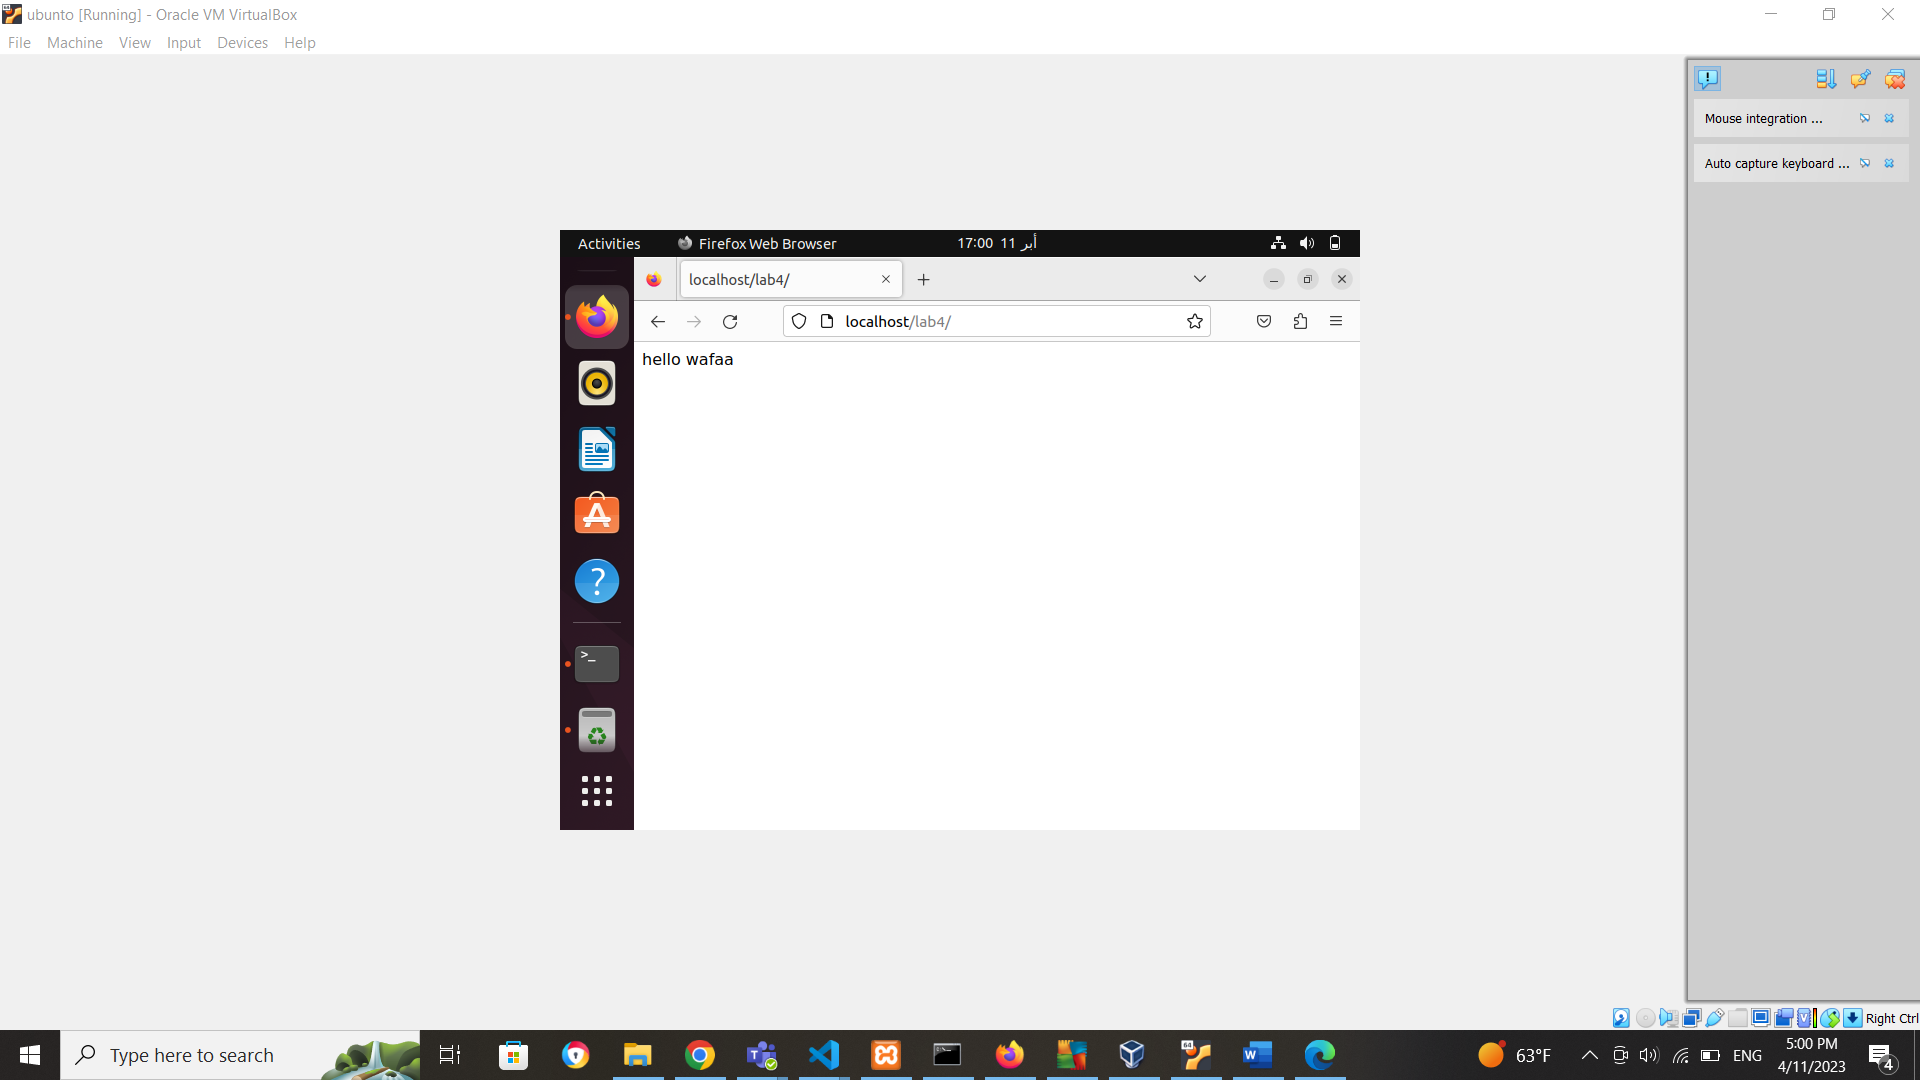 ubunto [Running] - Oracle VM VirtualBox
File Machine View Input Devices Help
Mouse integration ...
Auto capture keyboard ...
Activities Firefox Web Browser 17:00 11 أبر
localhost/lab4/
localhost/lab4/
hello wafaa
Right Ctrl
Type here to search
63°F ENG 5:00 PM
4/11/2023
4